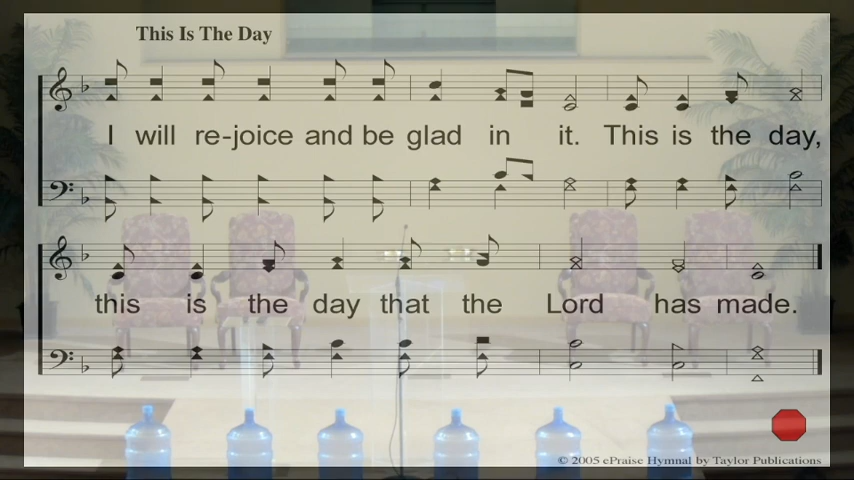 This Is The Day
I will re-joice and be glad in it. This is the day,
this is the day that the Lord has made.
© 2005 ePraise Hymnal by Taylor Publications